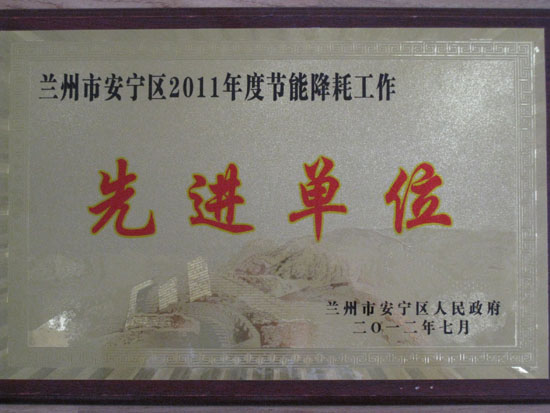 兰州市安宁区2011年度节能降耗工作
先进单位
兰州市安宁区人民政府
二〇一二年七月